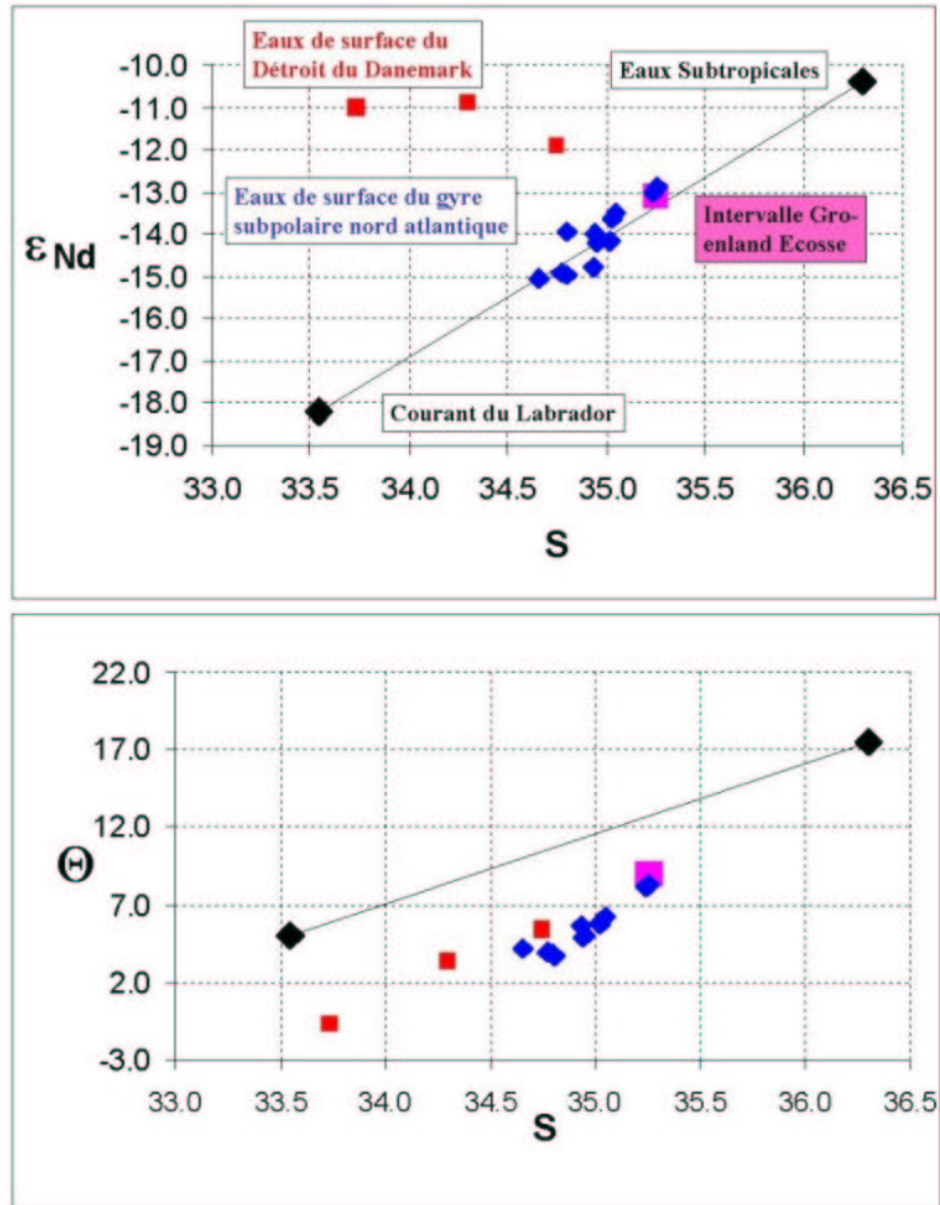 Eaux de surface du
Détroit du Danemark
Eaux Subtropicales
Eaux de surface du gyre
subpolaire nord atlantique
Intervalle Gro-
enland Ecosse
Courant du Labrador
εNd
-10.0
-11.0
-12.0
-13.0
-14.0
-15.0
-16.0
-17.0
-18.0
-19.0
33.0 33.5 34.0 34.5 35.0 35.5 36.0 36.5
S
22.0
17.0
12.0
7.0
2.0
-3.0
Θ
33.0 33.5 34.0 34.5 35.0 35.5 36.0 36.5
S